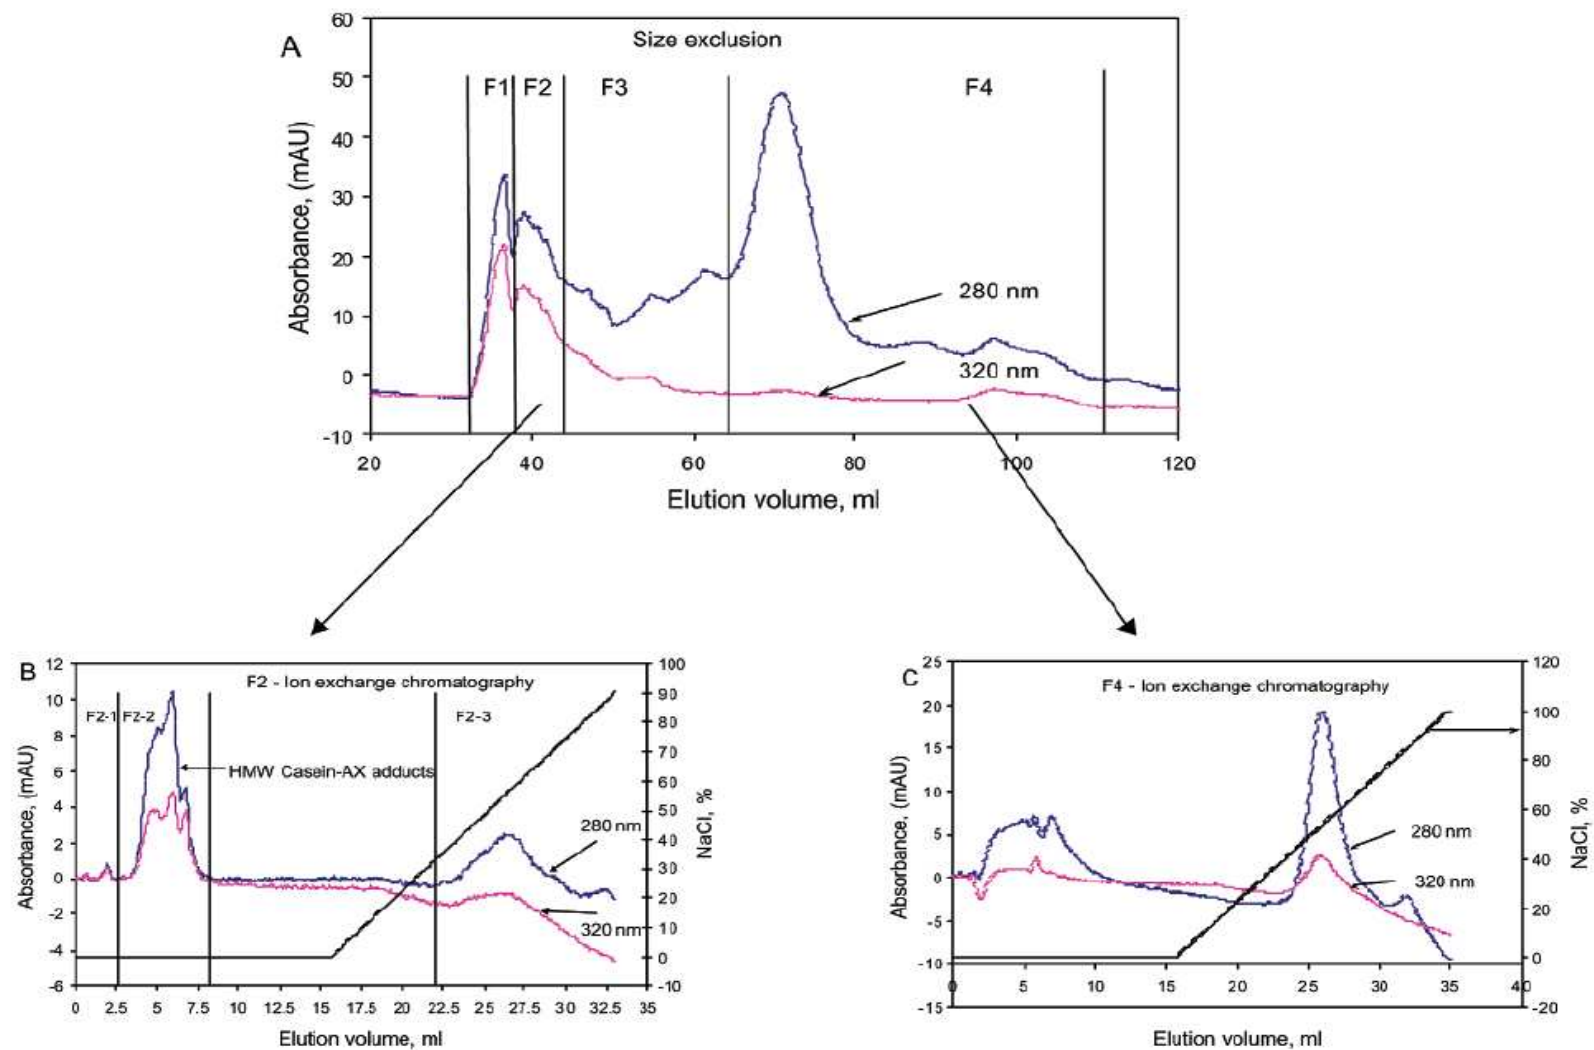 A
Size exclusion
F1 F2 F3 F4
60
50
40
30
20
10
0
-10
Absorbance, (mAU)
280 nm
320 nm
20 40 60 80 100 120
Elution volume, ml
B
F2 - Ion exchange chromatography
F2-1 F2-2 F2-3
HMW Casein-AX adducts
280 nm
320 nm
12
10
8
6
4
2
0
-2
-4
-6
Absorbance, (mAU)
100
90
80
70
60
50
40
30
20
10
0
-10
NaCl, %
0 2.5 5 7.5 10 12.5 15 17.5 20 22.5 25 27.5 30 32.5 35
Elution volume, ml
C
F4 - Ion exchange chromatography
280 nm
320 nm
25
20
15
10
5
0
-5
-10
-15
Absorbance, (mAU)
120
100
80
60
40
20
0
-20
NaCl, %
0 5 10 15 20 25 30 35 40
Elution volume, ml